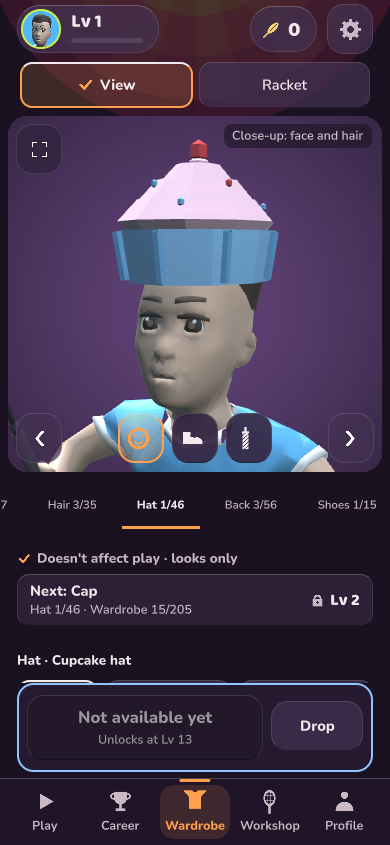 Lv 1
0
View
Racket
Close-up: face and hair
7
Hair 3/35
Hat 1/46
Back 3/56
Shoes 1/15
Doesn't affect play · looks only
Next: Cap
Hat 1/46 · Wardrobe 15/205
Lv 2
Hat · Cupcake hat
Not available yet
Unlocks at Lv 13
Drop
Play
Career
Wardrobe
Workshop
Profile